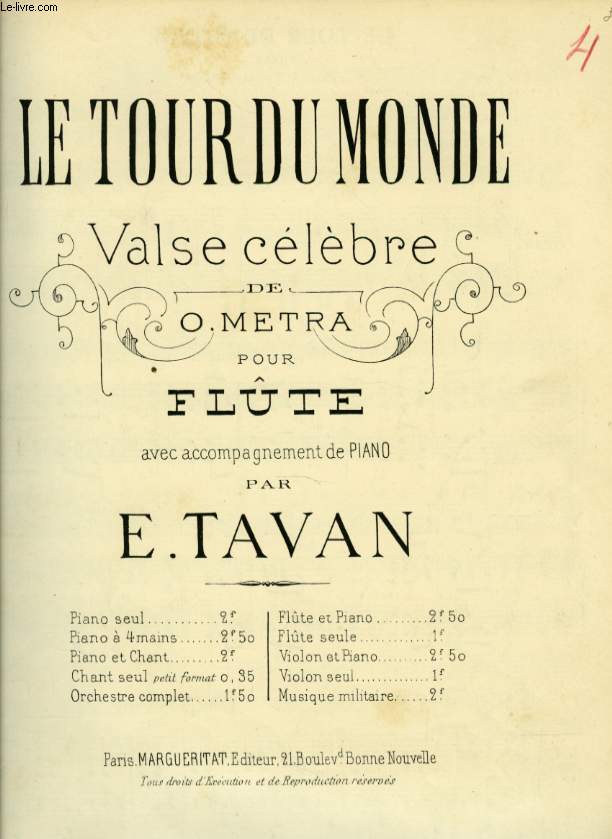 Le-livre.com
4
LE TOUR DU MONDE
Valse célèbre
DE
O. METRA
POUR
FLÛTE
avec accompagnement de PIANO
PAR
E. TAVAN
Piano seul........... 2f
Piano à 4 mains....... 2f 50
Piano et Chant....... 2f
Chant seul petit format 0,35
Orchestre complet...... 1f 50
Flûte et Piano......... 2f 50
Flûte seule............ 1f
Violon et Piano........ 2f 50
Violon seul............. 1f
Musique militaire...... 2f
Paris. MARGUERITAT, Editeur, 21. Boulevd Bonne Nouvelle
Tous droits d'Exécution et de Reproduction réservés